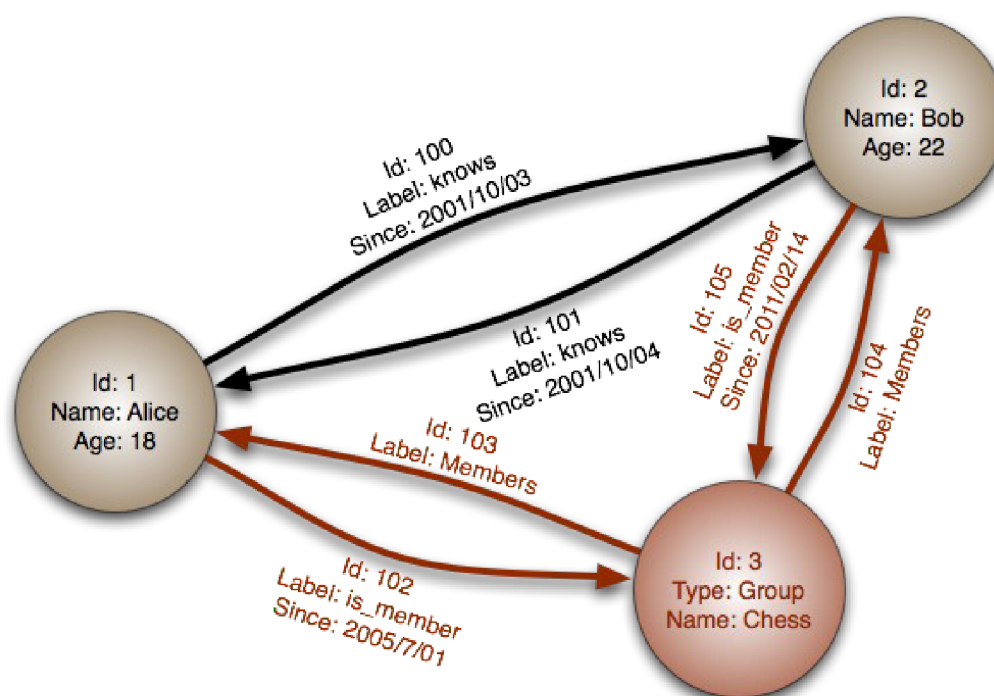 Id: 2
Name: Bob
Age: 22
Id: 100
Label: knows
Since: 2001/10/03
Id: 101
Label: knows
Since: 2001/10/04
Id: 105
Label: is_member
Since: 2011/02/14
Id: 104
Label: Members
Id: 1
Name: Alice
Age: 18
Id: 103
Label: Members
Id: 102
Label: is_member
Since: 2005/7/01
Id: 3
Type: Group
Name: Chess